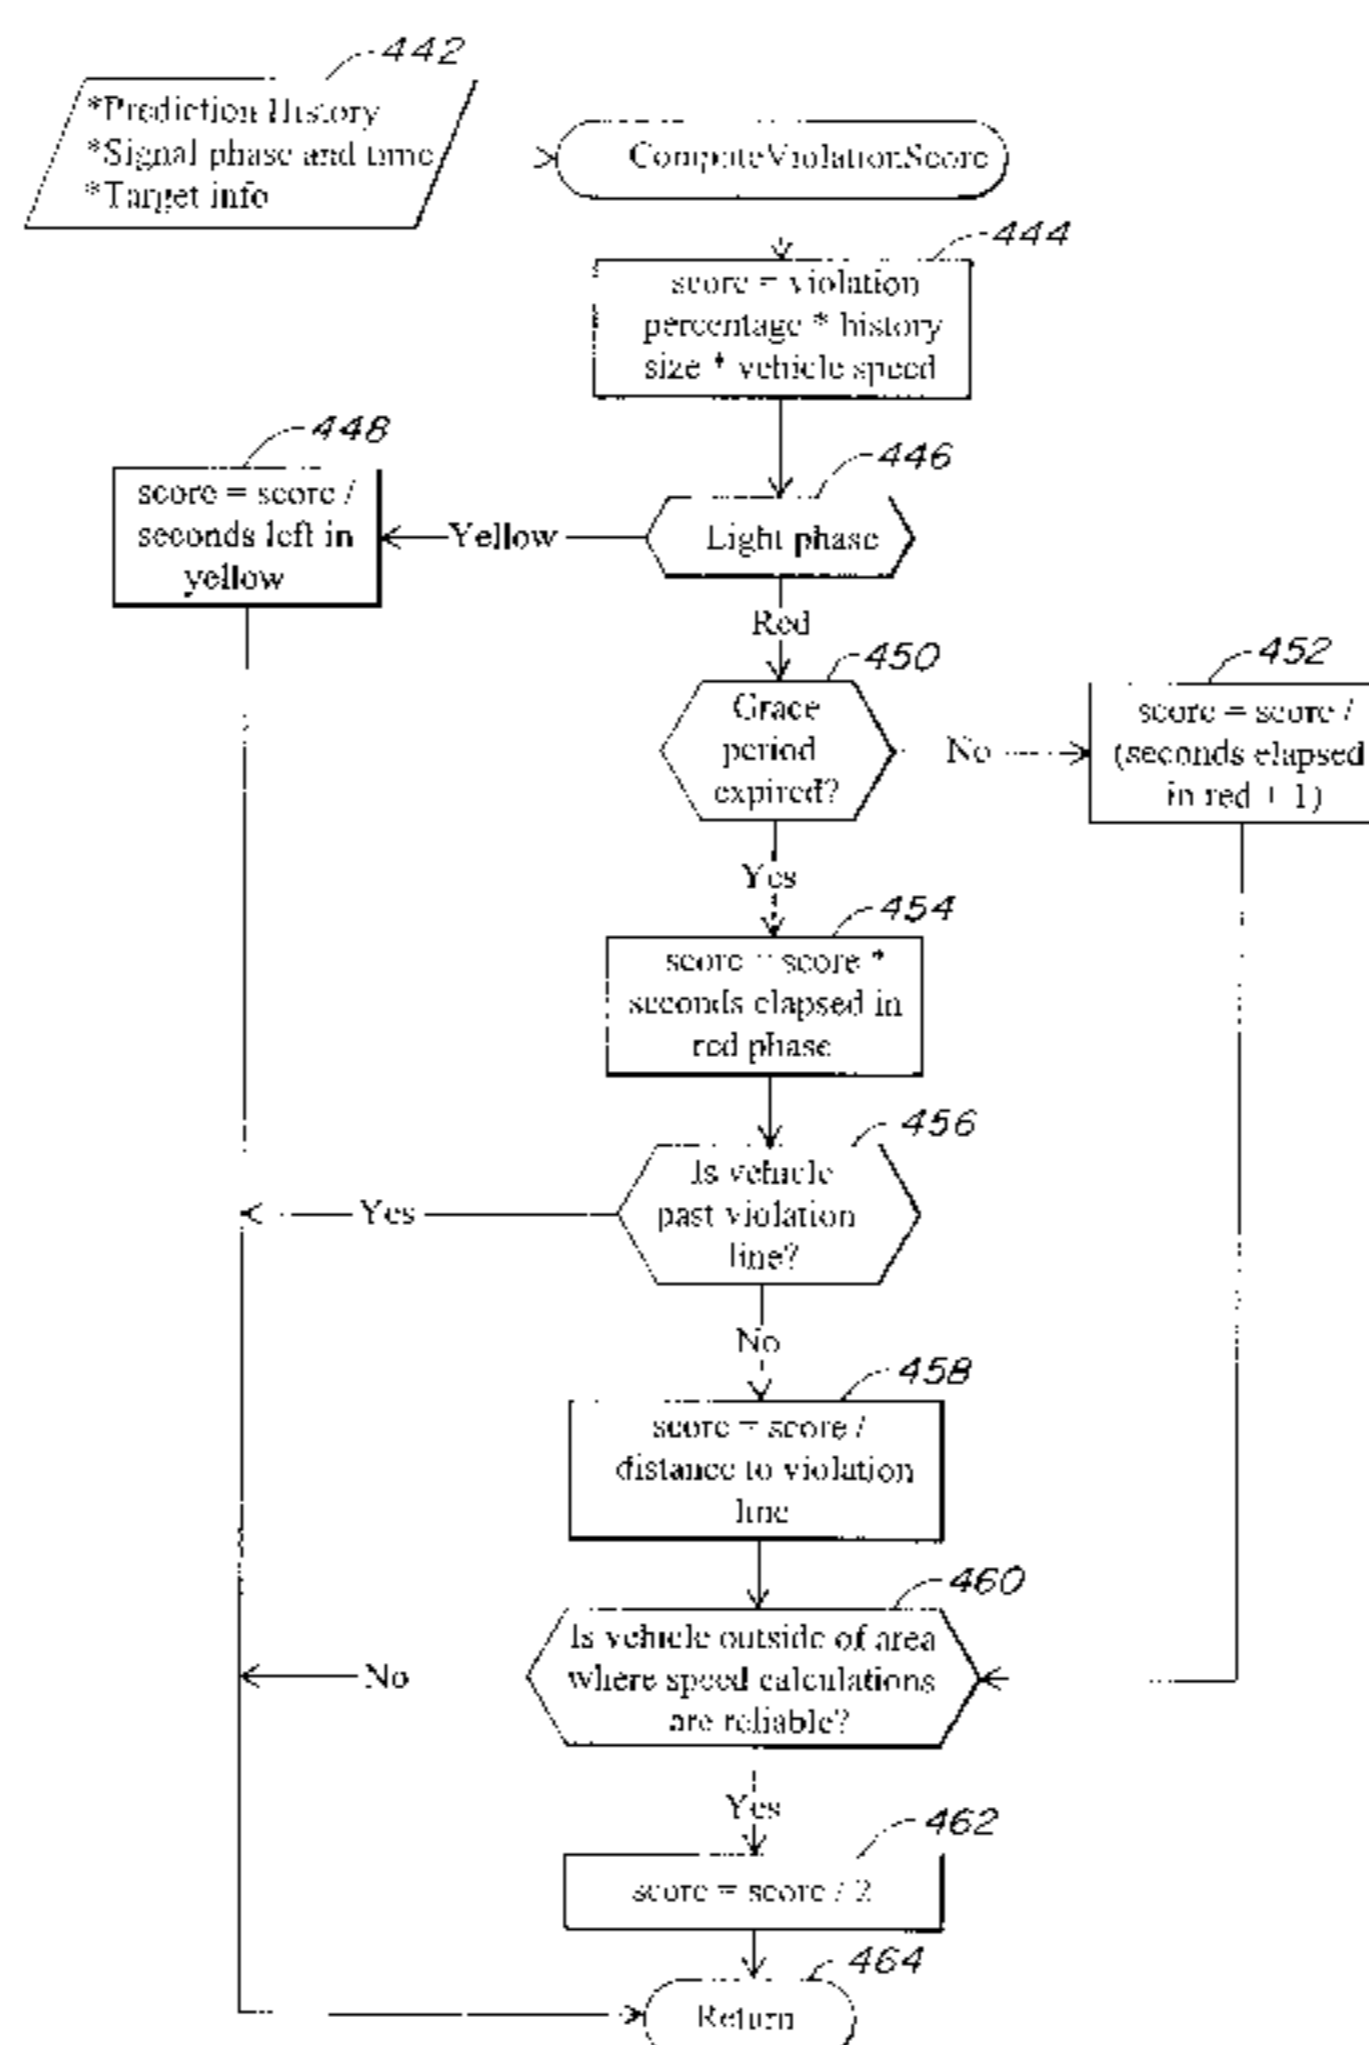 442
*Prediction History
*Signal phase and time
*Target info
ComputeViolationScore
444
score = violation
percentage * history
size * vehicle speed
448
score = score /
seconds left in
yellow
446
Yellow
Light phase
Red
450
Grace
period
expired?
No
452
score = score /
(seconds elapsed
in red + 1)
Yes
454
score = score *
seconds elapsed in
red phase
456
Is vehicle
past violation
line?
Yes
No
458
score = score /
distance to violation
line
460
Is vehicle outside of area
where speed calculations
are reliable?
No
Yes
462
score = score / 2
464
Return